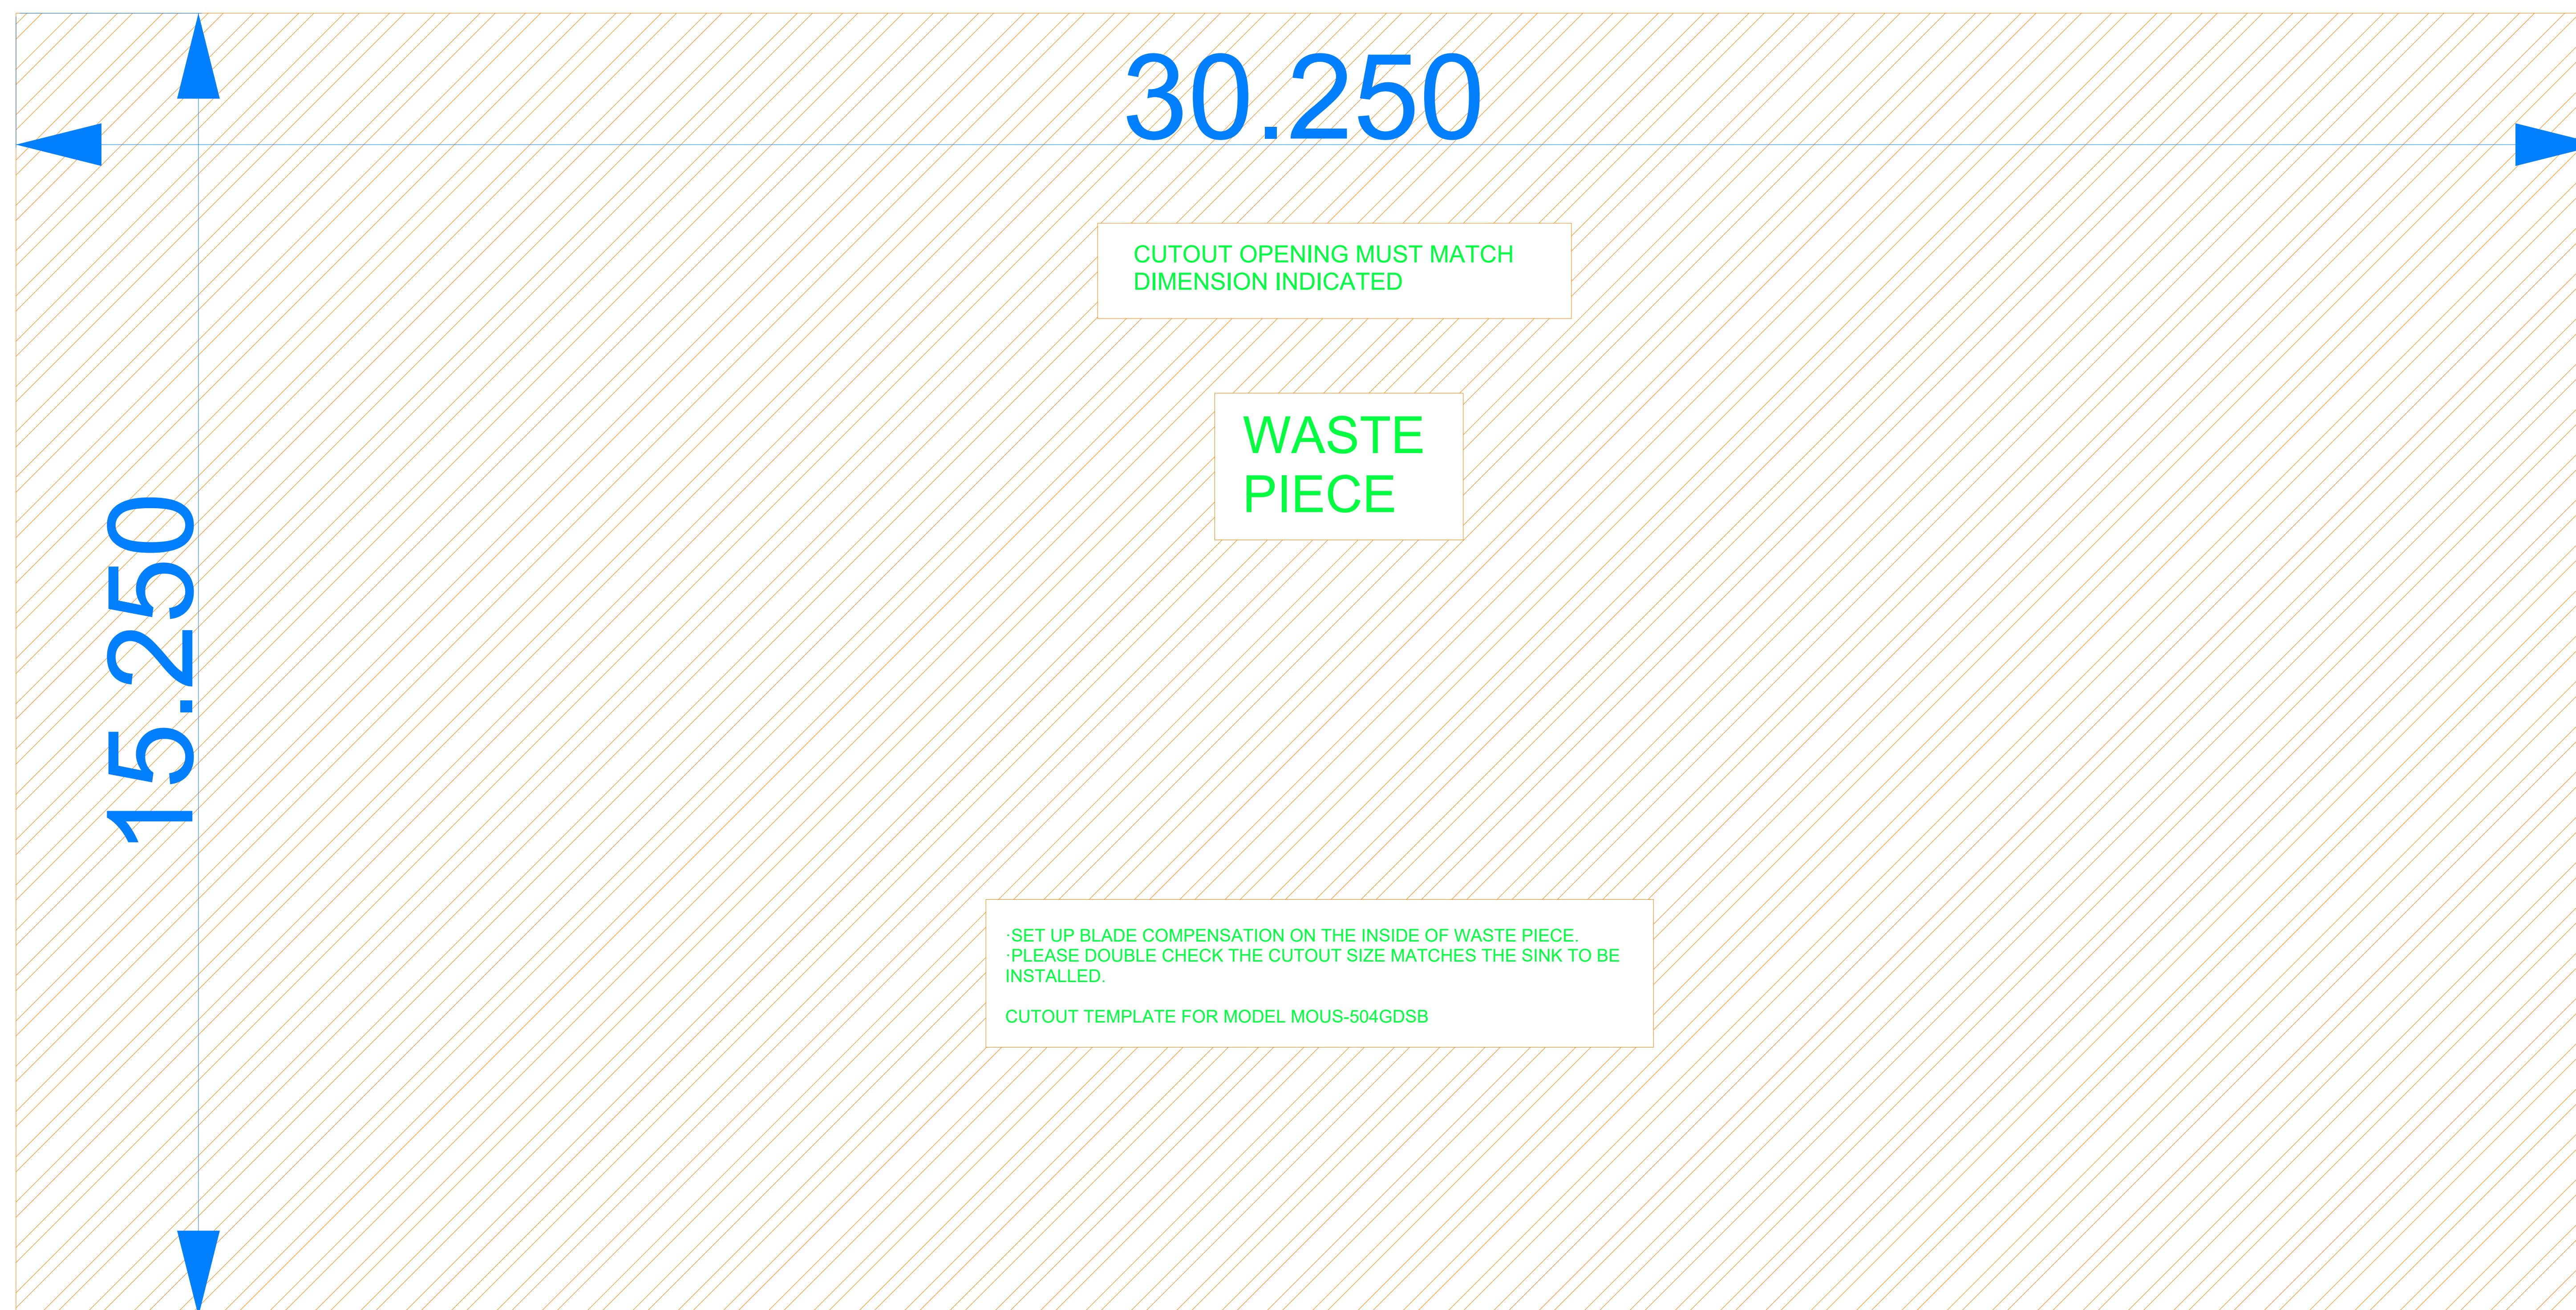 30.250
CUTOUT OPENING MUST MATCH
DIMENSION INDICATED
WASTE
PIECE
15.250
·SET UP BLADE COMPENSATION ON THE INSIDE OF WASTE PIECE.
·PLEASE DOUBLE CHECK THE CUTOUT SIZE MATCHES THE SINK TO BE
INSTALLED.
CUTOUT TEMPLATE FOR MODEL MOUS-504GDSB